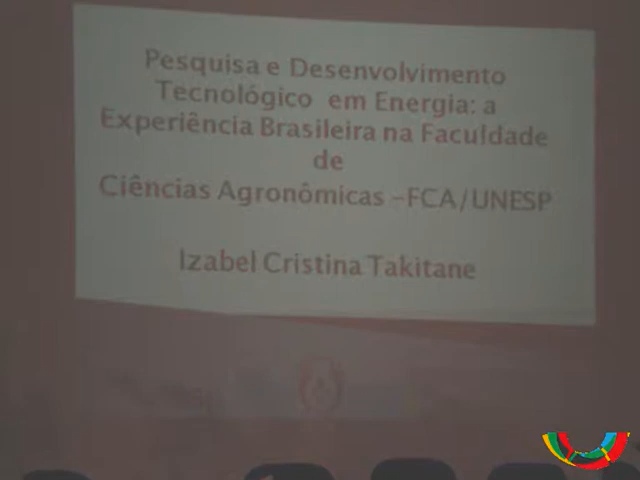 Pesquisa e Desenvolvimento
Tecnológico em Energia: a
Experiência Brasileira na Faculdade
de
Ciências Agronômicas –FCA/UNESP
Izabel Cristina Takitane